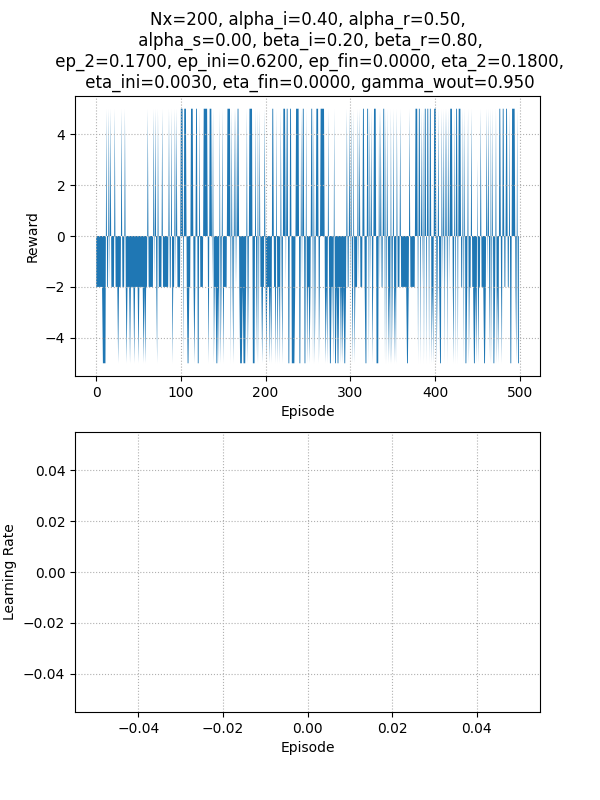 Nx=200, alpha_i=0.40, alpha_r=0.50,
alpha_s=0.00, beta_i=0.20, beta_r=0.80,
ep_2=0.1700, ep_ini=0.6200, ep_fin=0.0000, eta_2=0.1800,
eta_ini=0.0030, eta_fin=0.0000, gamma_wout=0.950
4
2
0
−2
−4
Reward
0 100 200 300 400 500
Episode
0.04
0.02
0.00
−0.02
−0.04
Learning Rate
−0.04 −0.02 0.00 0.02 0.04
Episode